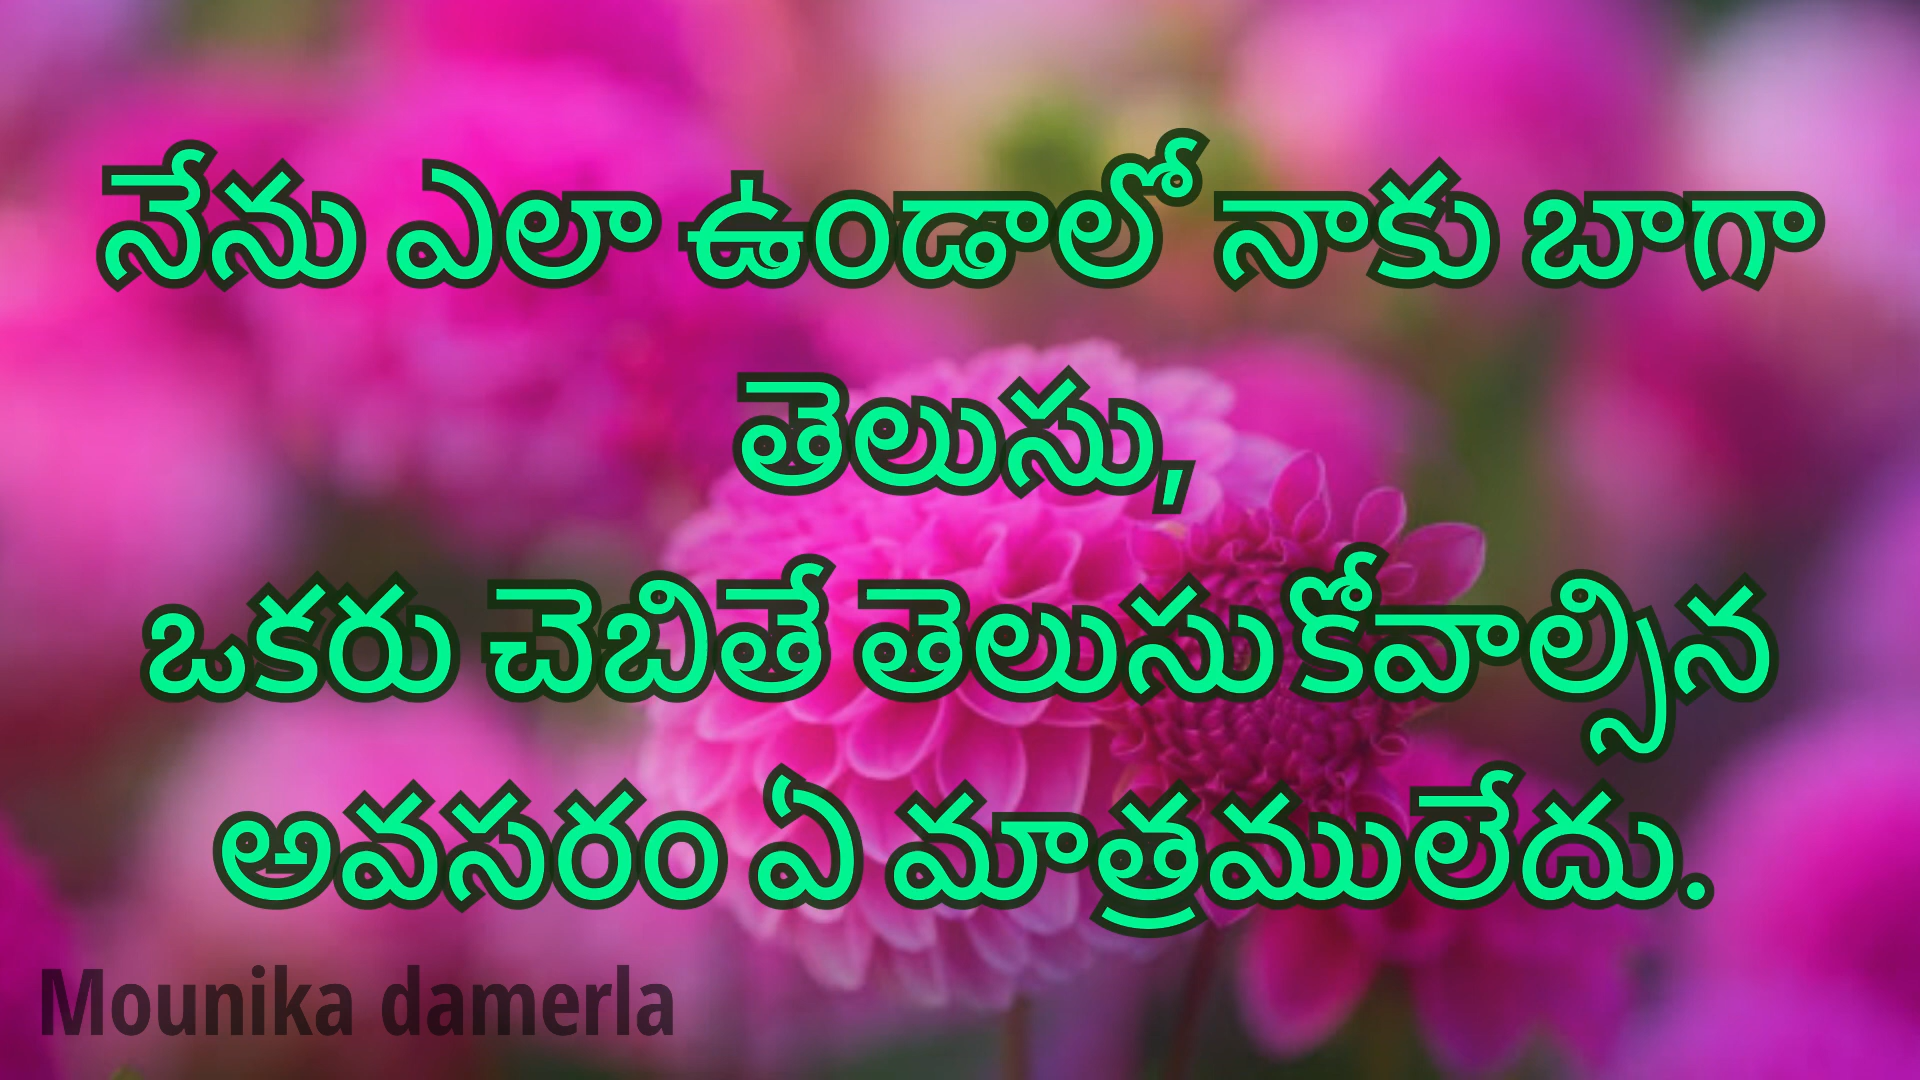 నేను ఎలా ఉండాలో నాకు బాగా
తెలుసు,
ఒకరు చెబితే తెలుసుకోవాల్సిన
అవసరం ఏ మాత్రములేదు.
Mounika damerla